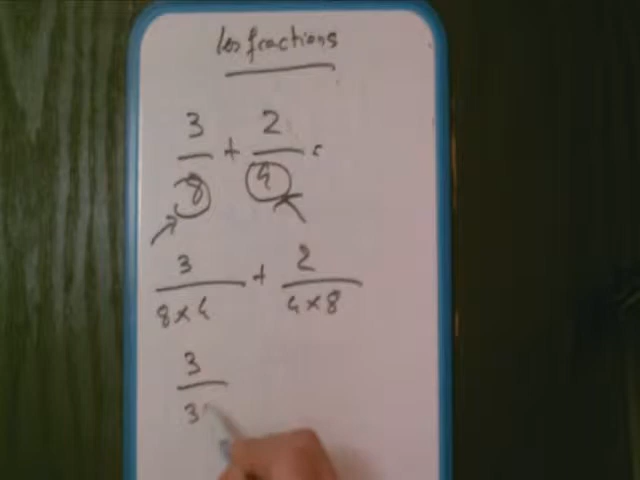 les fractions
3/8 + 2/4 =
3/(8 × 4) + 2/(4 × 8)
3/3